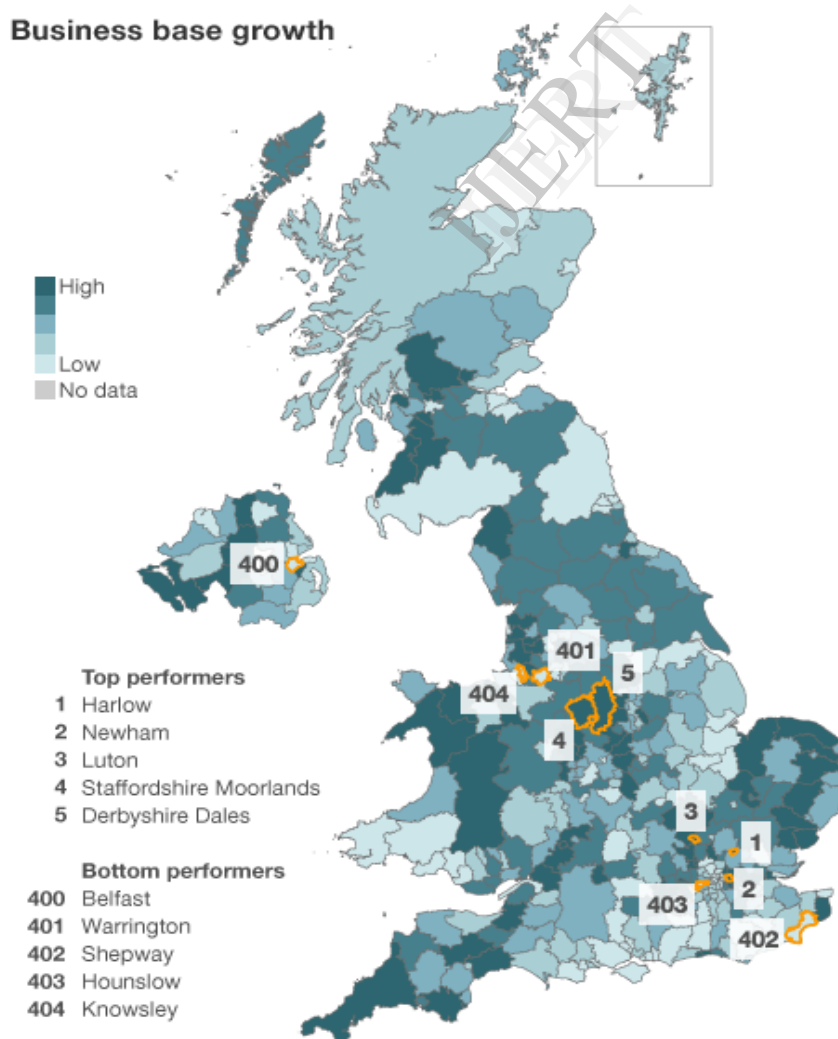 Business base growth
IJERT
High
Low
No data
400
401
5
404
4
3
1
2
403
402
Top performers
1 Harlow
2 Newham
3 Luton
4 Staffordshire Moorlands
5 Derbyshire Dales
Bottom performers
400 Belfast
401 Warrington
402 Shepway
403 Hounslow
404 Knowsley